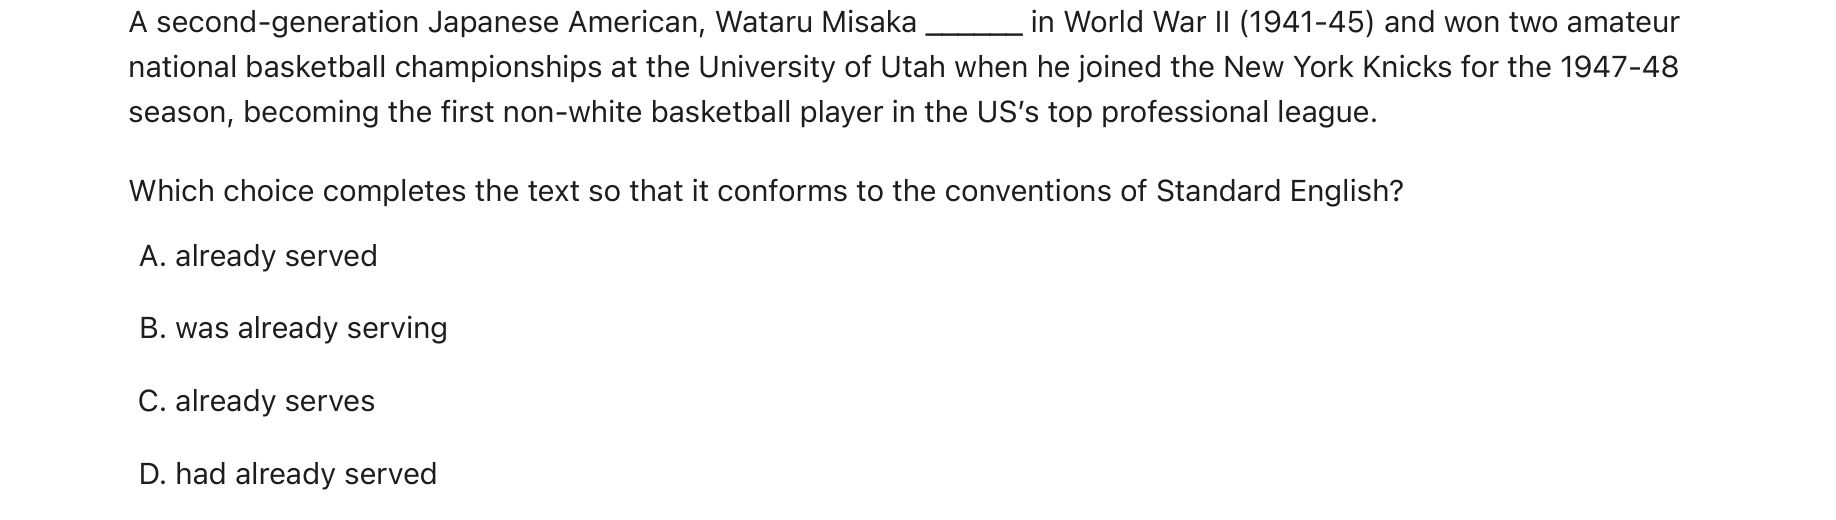 A second-generation Japanese American, Wataru Misaka ______ in World War II (1941-45) and won two amateur
national basketball championships at the University of Utah when he joined the New York Knicks for the 1947-48
season, becoming the first non-white basketball player in the US’s top professional league.
Which choice completes the text so that it conforms to the conventions of Standard English?
A. already served
B. was already serving
C. already serves
D. had already served